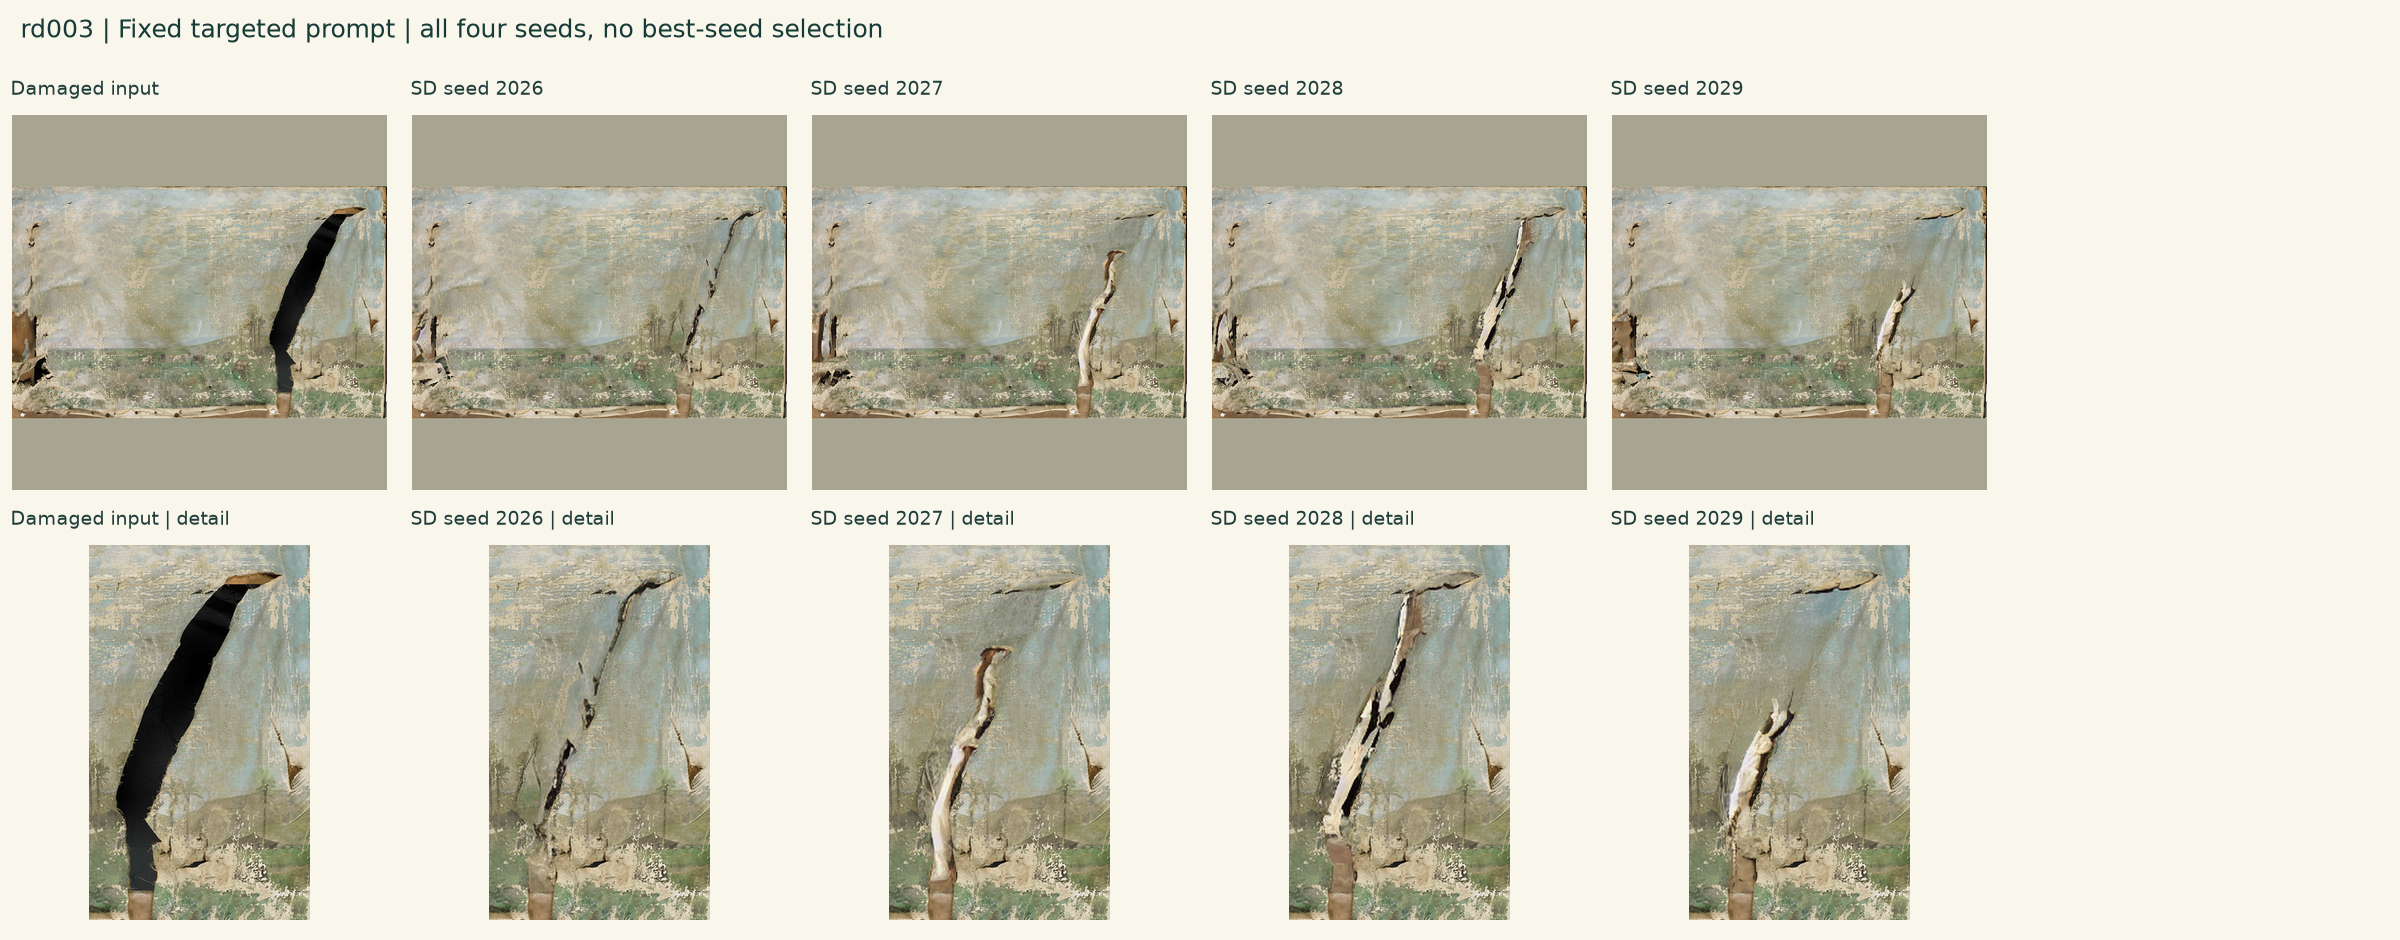 rd003 | Fixed targeted prompt | all four seeds, no best-seed selection
Damaged input
SD seed 2026
SD seed 2027
SD seed 2028
SD seed 2029
Damaged input | detail
SD seed 2026 | detail
SD seed 2027 | detail
SD seed 2028 | detail
SD seed 2029 | detail